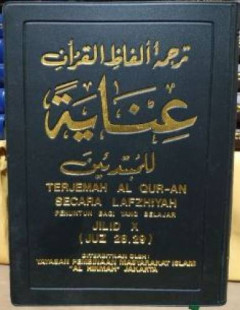 ترجمة ألفاظ القرآن
عِنَايَة
للمبتدئين
TERJEMAH AL QUR-AN
SECARA LAFZHIYAH
PENUNTUN BAGI YANG BELAJAR
JILID X
(JUZ 28,29)
DITERBITKAN OLEH:
YAYASAN PEMBINAAN MASYARAKAT ISLAM
"AL HIKMAH" JAKARTA